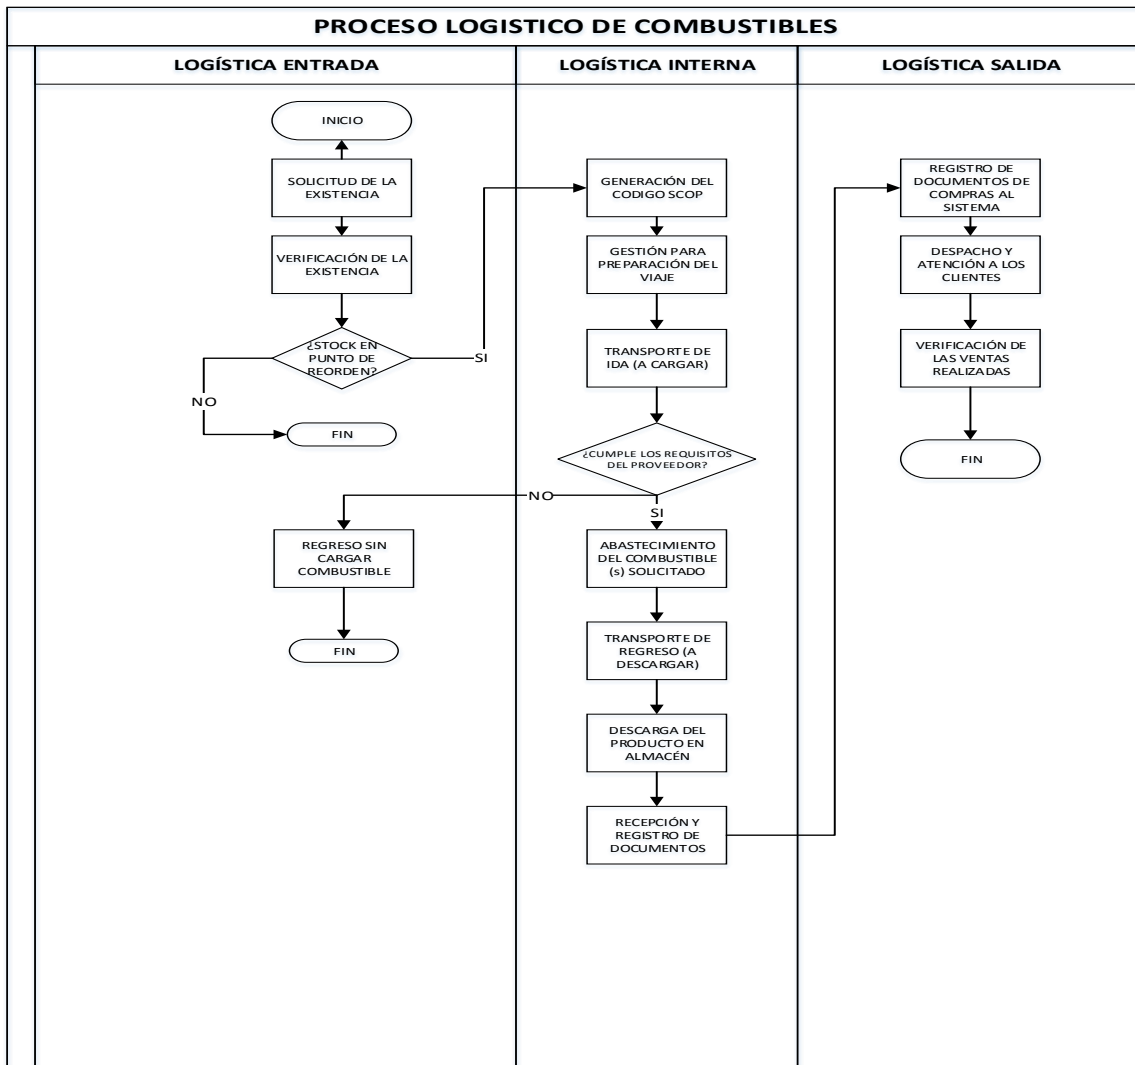 PROCESO LOGISTICO DE COMBUSTIBLES
LOGÍSTICA ENTRADA
LOGÍSTICA INTERNA
LOGÍSTICA SALIDA
INICIO
SOLICITUD DE LA
EXISTENCIA
VERIFICACIÓN DE LA
EXISTENCIA
¿STOCK EN
PUNTO DE
REORDEN?
SI
NO
FIN
GENERACIÓN DEL
CODIGO SCOP
GESTIÓN PARA
PREPARACIÓN DEL
VIAJE
TRANSPORTE DE
IDA (A CARGAR)
¿CUMPLE LOS REQUISITOS
DEL PROVEEDOR?
NO
SI
REGRESO SIN
CARGAR
COMBUSTIBLE
FIN
ABASTECIMIENTO
DEL COMBUSTIBLE
(s) SOLICITADO
TRANSPORTE DE
REGRESO (A
DESCARGAR)
DESCARGA DEL
PRODUCTO EN
ALMACÉN
RECEPCIÓN Y
REGISTRO DE
DOCUMENTOS
REGISTRO DE
DOCUMENTOS DE
COMPRAS AL
SISTEMA
DESPACHO Y
ATENCIÓN A LOS
CLIENTES
VERIFICACIÓN DE
LAS VENTAS
REALIZADAS
FIN